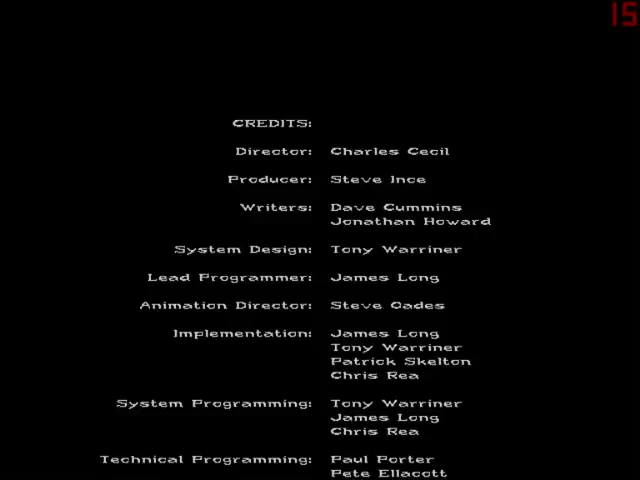 15
CREDITS:
Director: Charles Cecil
Producer: Steve Ince
Writers: Dave Cummins
Jonathan Howard
System Design: Tony Warriner
Lead Programmer: James Long
Animation Director: Steve Oades
Implementation: James Long
Tony Warriner
Patrick Skelton
Chris Rea
System Programming: Tony Warriner
James Long
Chris Rea
Technical Programming: Paul Porter
Pete Ellacott